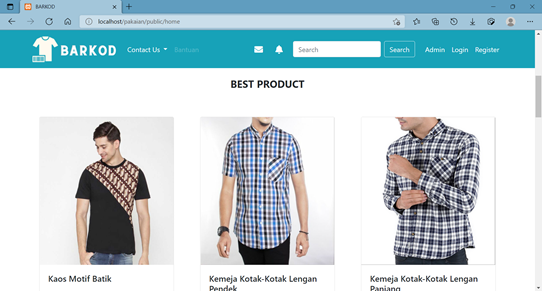 BARKOD
localhost/pakaian/public/home
BARKOD
Contact Us
Bantuan
Search
Search
Admin
Login
Register
BEST PRODUCT
Kaos Motif Batik
Kemeja Kotak-Kotak Lengan
Pendek
Kemeja Kotak-Kotak Lengan
Panjang